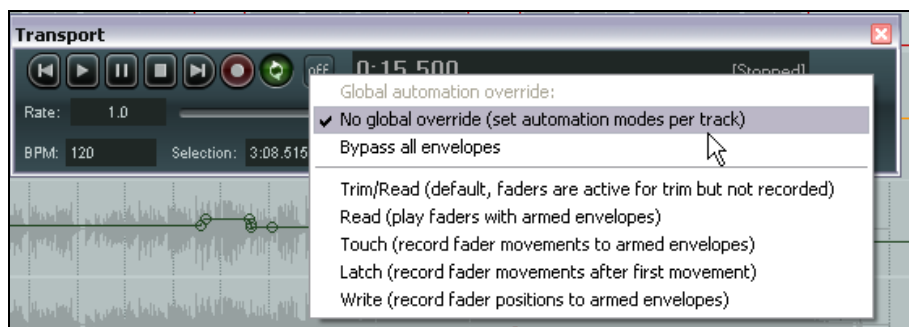 Transport
off 0:15.500 [Stopped]
Global automation override:
Rate: 1.0
No global override (set automation modes per track)
BPM: 120 Selection: 3:08.515
Bypass all envelopes
Trim/Read (default, faders are active for trim but not recorded)
Read (play faders with armed envelopes)
Touch (record fader movements to armed envelopes)
Latch (record fader movements after first movement)
Write (record fader positions to armed envelopes)